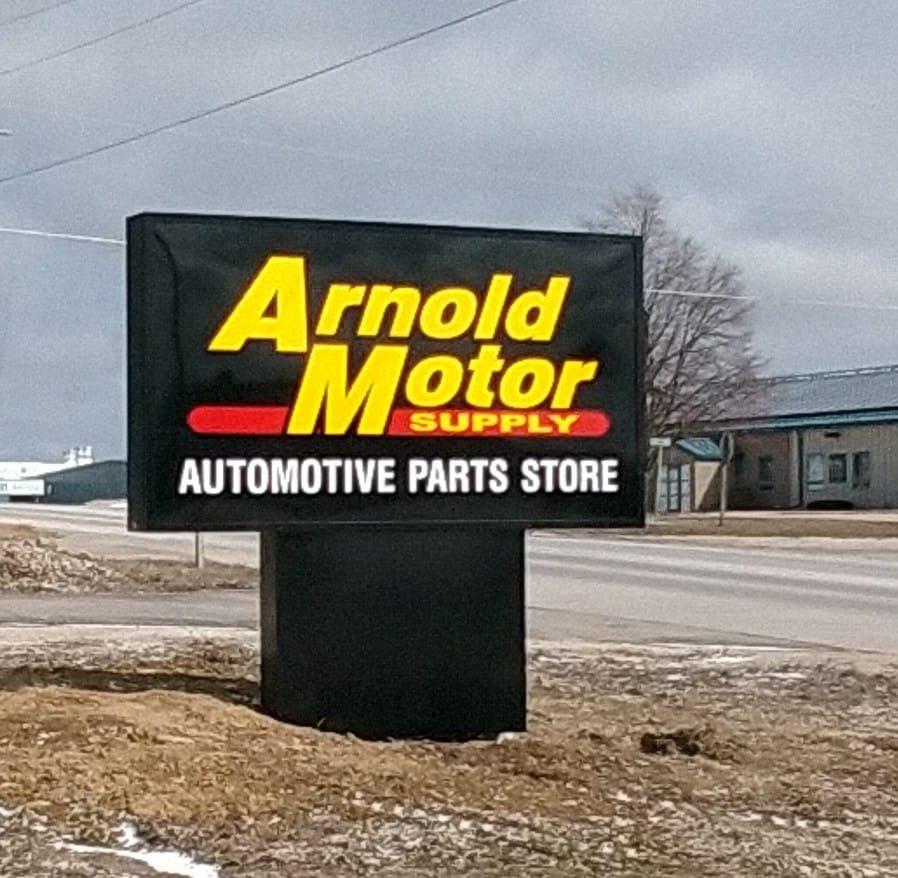 Arnold
Motor
SUPPLY
AUTOMOTIVE PARTS STORE